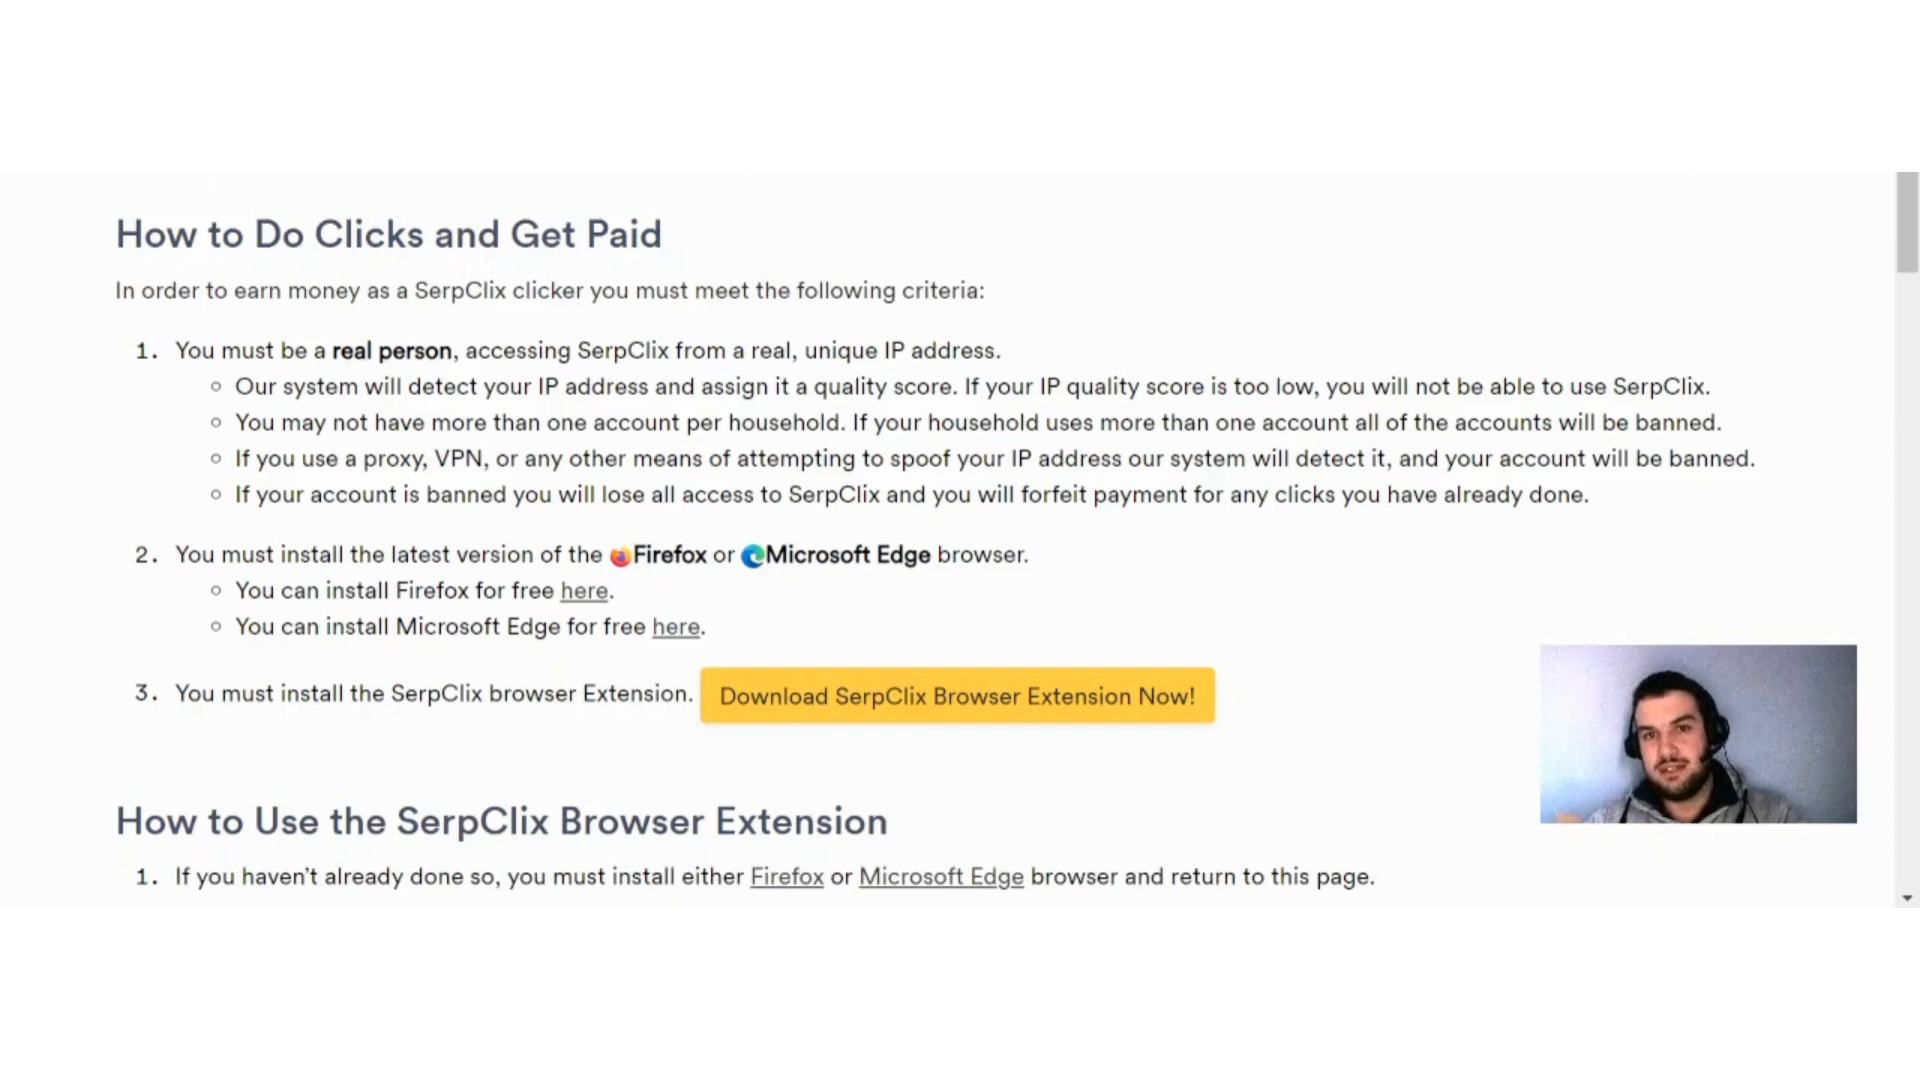 How to Do Clicks and Get Paid
In order to earn money as a SerpClix clicker you must meet the following criteria:
1. You must be a real person, accessing SerpClix from a real, unique IP address.
Our system will detect your IP address and assign it a quality score. If your IP quality score is too low, you will not be able to use SerpClix.
You may not have more than one account per household. If your household uses more than one account all of the accounts will be banned.
If you use a proxy, VPN, or any other means of attempting to spoof your IP address our system will detect it, and your account will be banned.
If your account is banned you will lose all access to SerpClix and you will forfeit payment for any clicks you have already done.
2. You must install the latest version of the Firefox or Microsoft Edge browser.
You can install Firefox for free here.
You can install Microsoft Edge for free here.
3. You must install the SerpClix browser Extension. Download SerpClix Browser Extension Now!
How to Use the SerpClix Browser Extension
1. If you haven't already done so, you must install either Firefox or Microsoft Edge browser and return to this page.